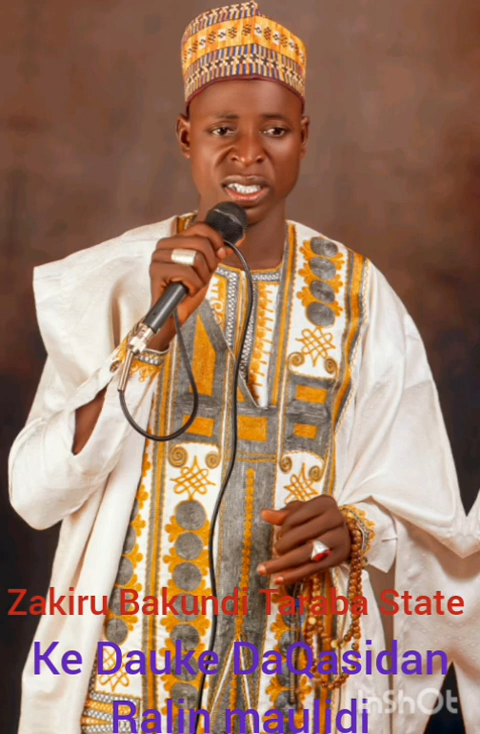 Zakiru Bakundi Taraba State
Ke Dauke DaQasidan
Ralin maulidi
InShOt